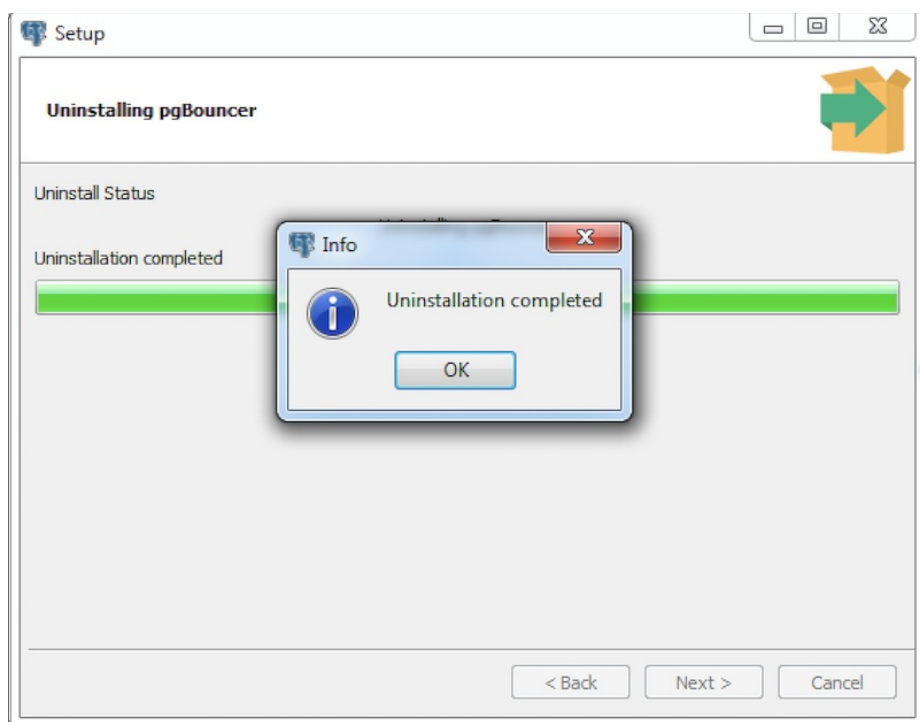 Setup
Uninstalling pgBouncer
Uninstall Status
Uninstallation completed
Info
Uninstallation completed
OK
< Back
Next >
Cancel